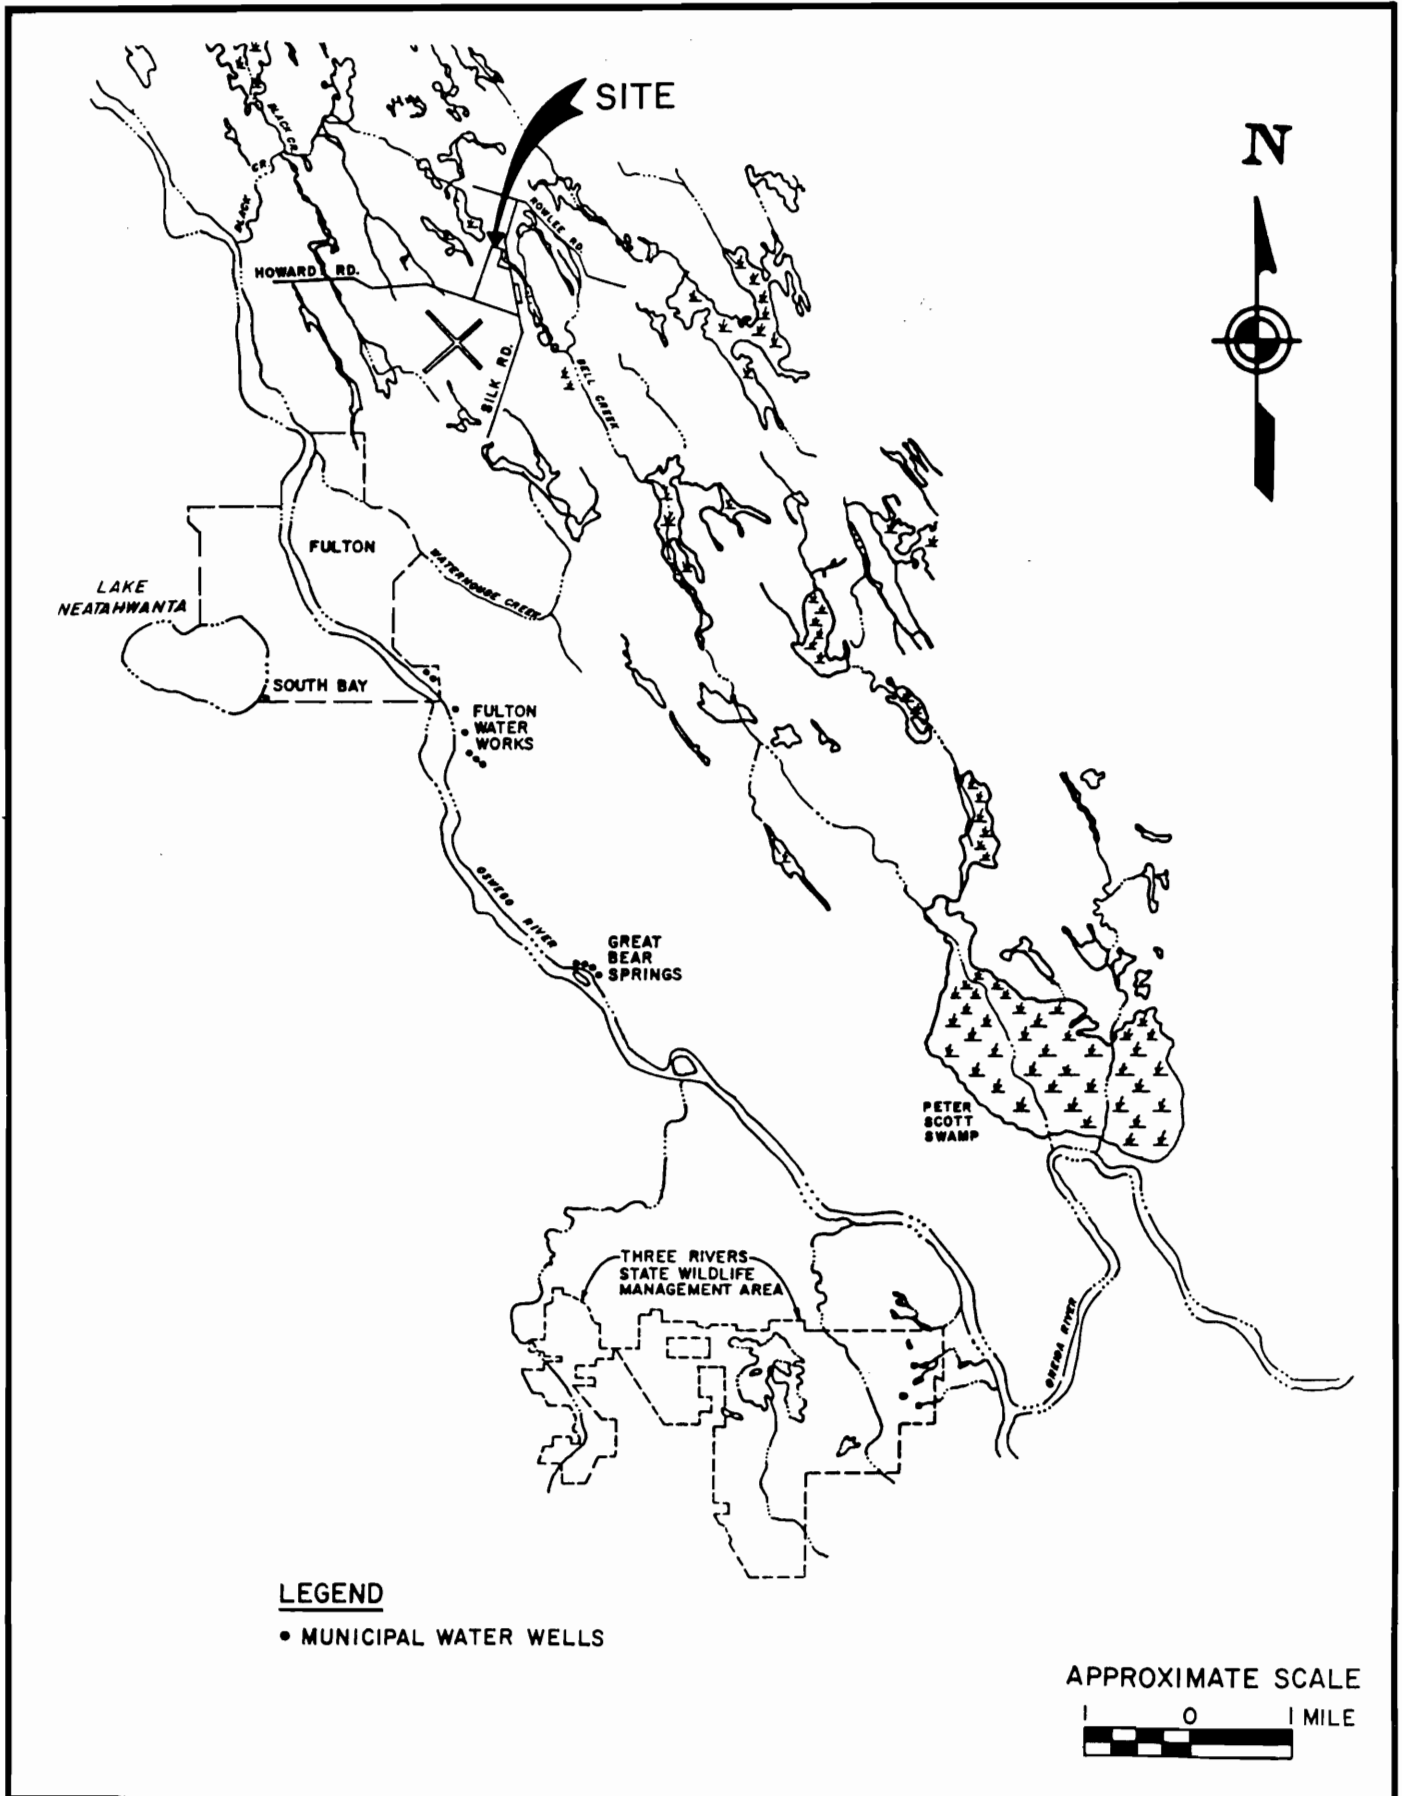 SITE
N
BLACK CR.
BLACK
CR.
ROWLEE RD.
HOWARD RD.
SILK RD.
BELL CREEK
FULTON
WATERHOUSE CREEK
LAKE
NEATAHWANTA
SOUTH BAY
FULTON
WATER
WORKS
OSWEGO RIVER
GREAT
BEAR
SPRINGS
PETER
SCOTT
SWAMP
THREE RIVERS
STATE WILDLIFE
MANAGEMENT AREA
ONEIDA RIVER
LEGEND
• MUNICIPAL WATER WELLS
APPROXIMATE SCALE
1 0 1 MILE